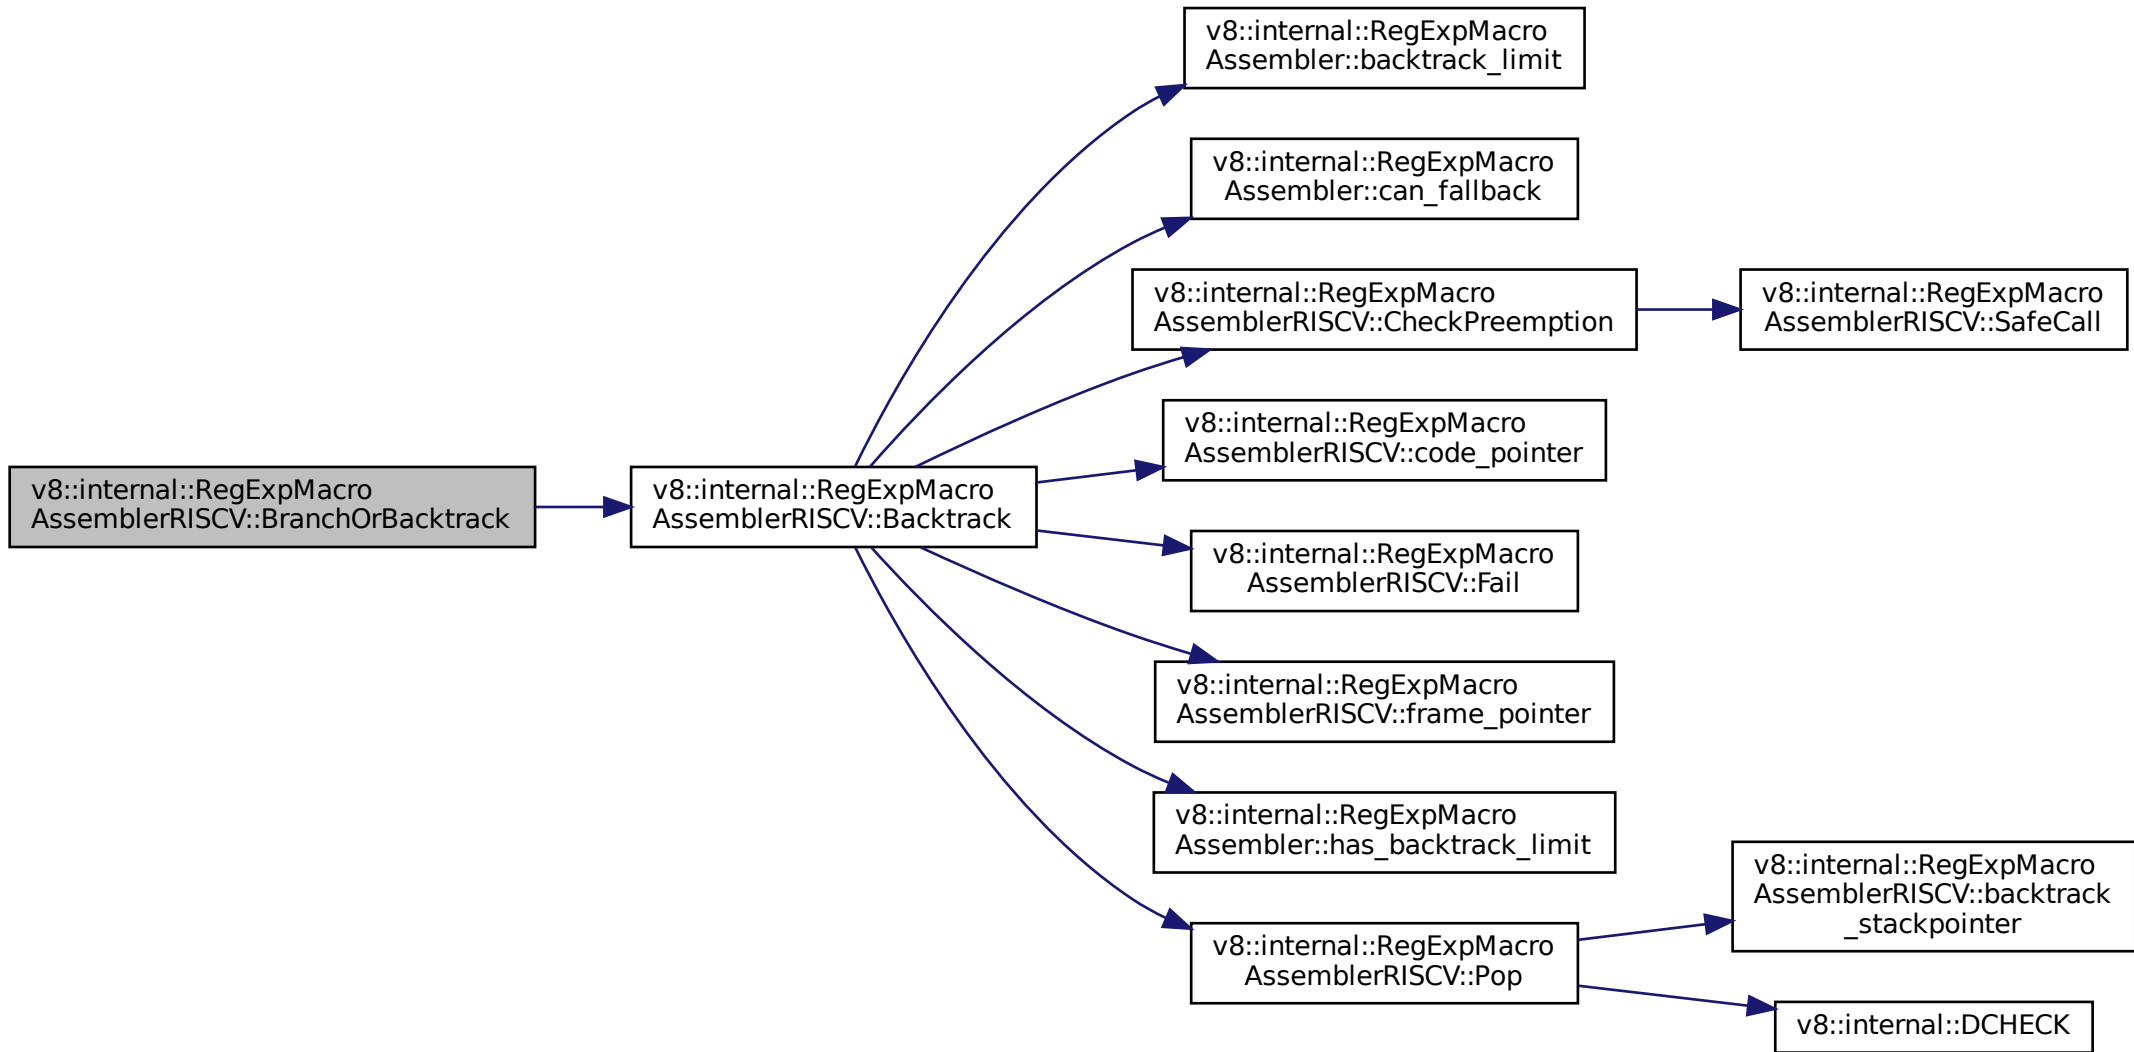 v8::internal::RegExpMacro
AssemblerRISCV::BranchOrBacktrack
v8::internal::RegExpMacro
AssemblerRISCV::Backtrack
v8::internal::RegExpMacro
Assembler::backtrack_limit
v8::internal::RegExpMacro
Assembler::can_fallback
v8::internal::RegExpMacro
AssemblerRISCV::CheckPreemption
v8::internal::RegExpMacro
AssemblerRISCV::SafeCall
v8::internal::RegExpMacro
AssemblerRISCV::code_pointer
v8::internal::RegExpMacro
AssemblerRISCV::Fail
v8::internal::RegExpMacro
AssemblerRISCV::frame_pointer
v8::internal::RegExpMacro
Assembler::has_backtrack_limit
v8::internal::RegExpMacro
AssemblerRISCV::Pop
v8::internal::RegExpMacro
AssemblerRISCV::backtrack
_stackpointer
v8::internal::DCHECK